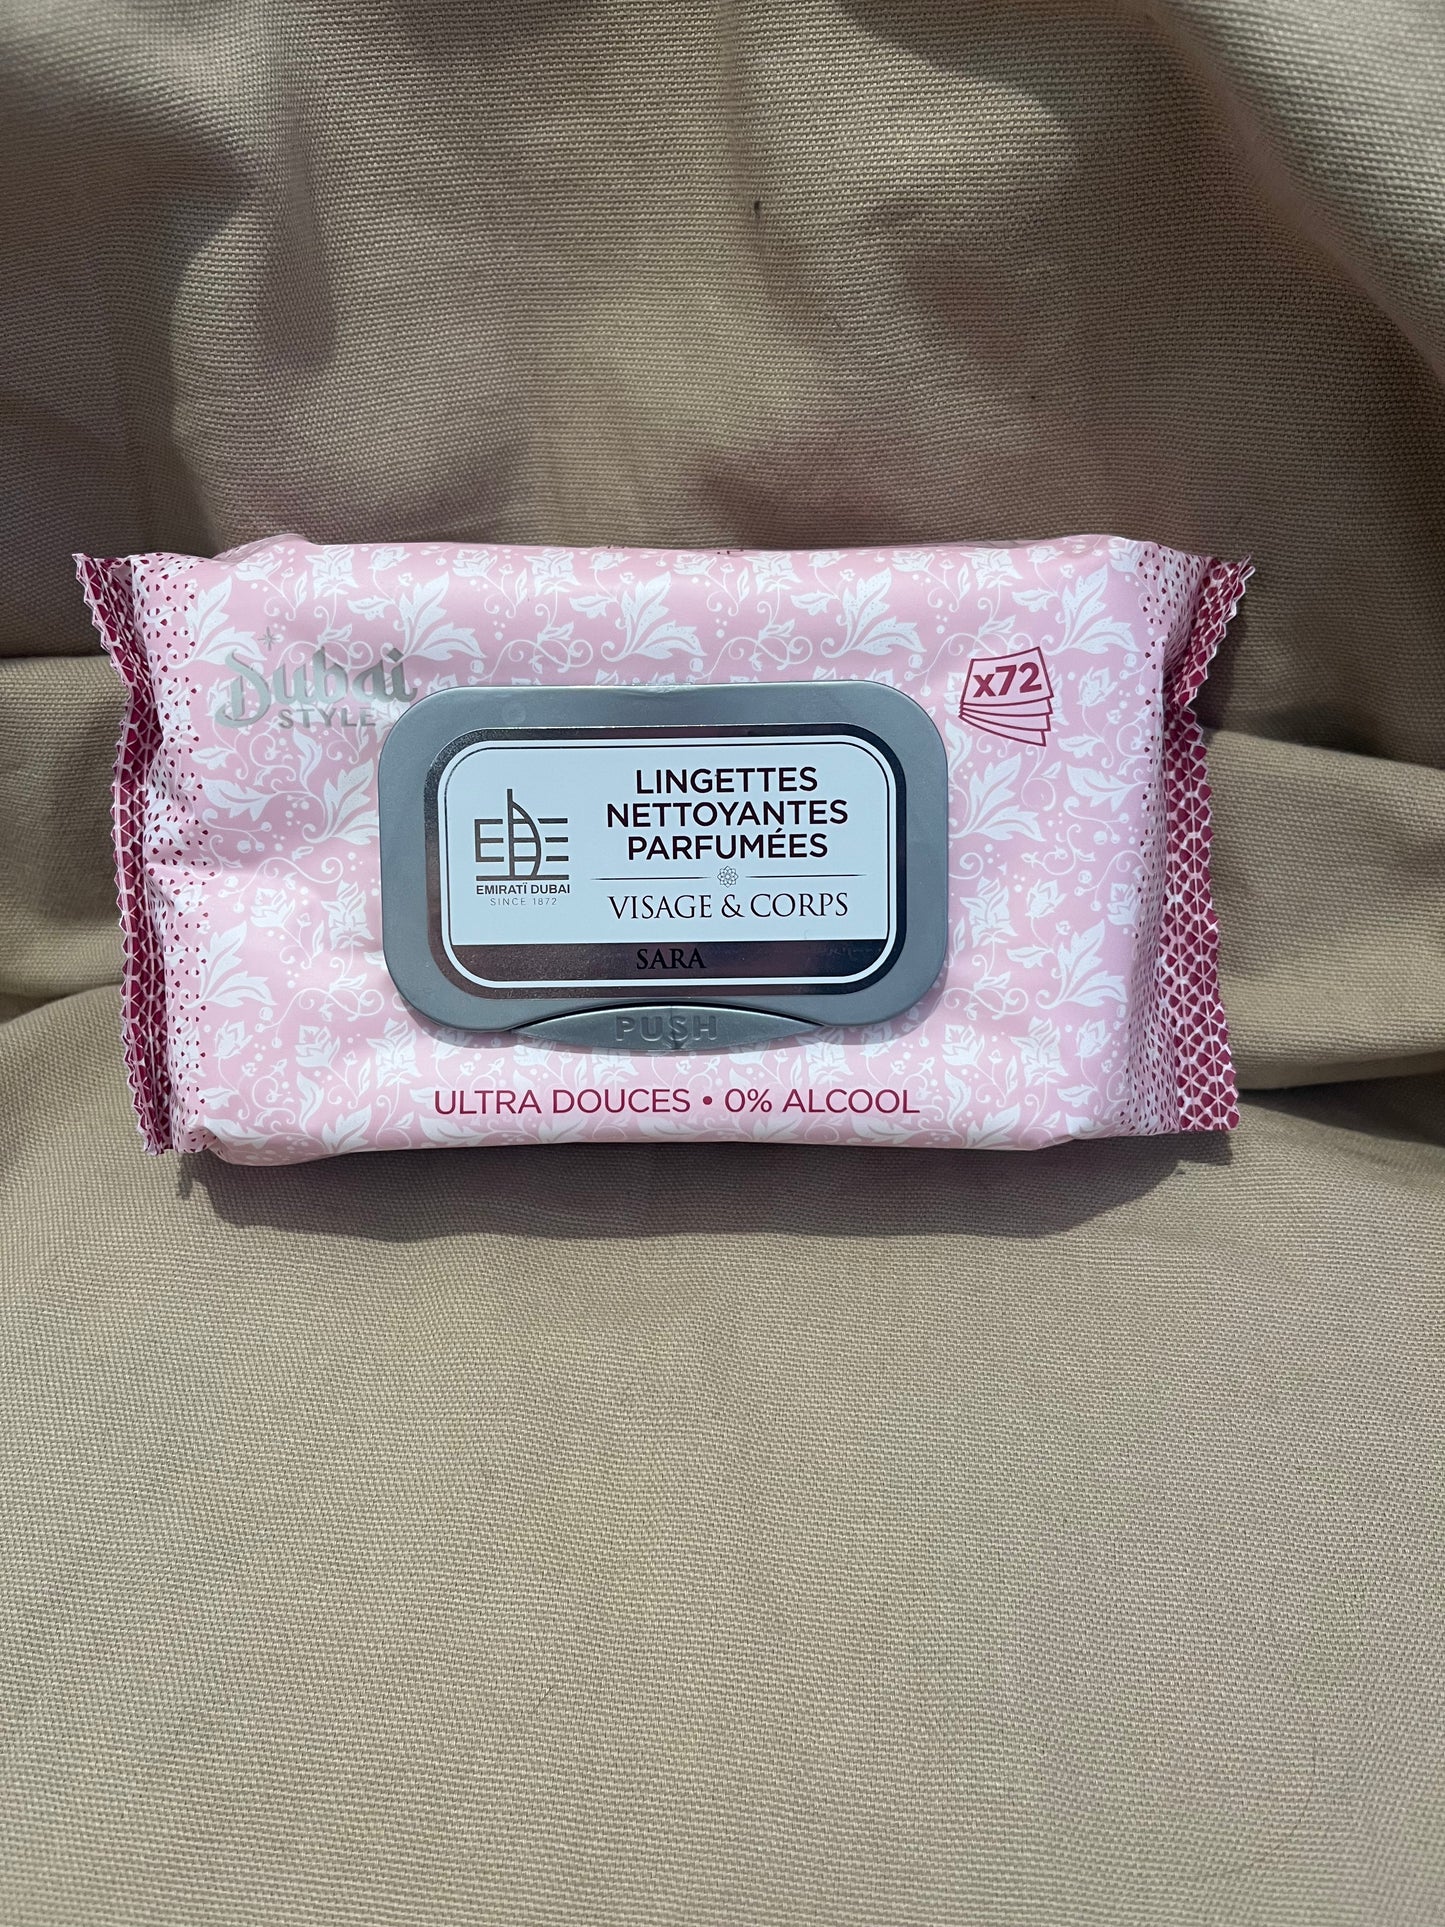 Dubai
STYLE
x72
LINGETTES
NETTOYANTES
PARFUMÉES
EMIRATÏ DUBAI
SINCE 1872
VISAGE & CORPS
SARA
PUSH
ULTRA DOUCES • 0% ALCOOL